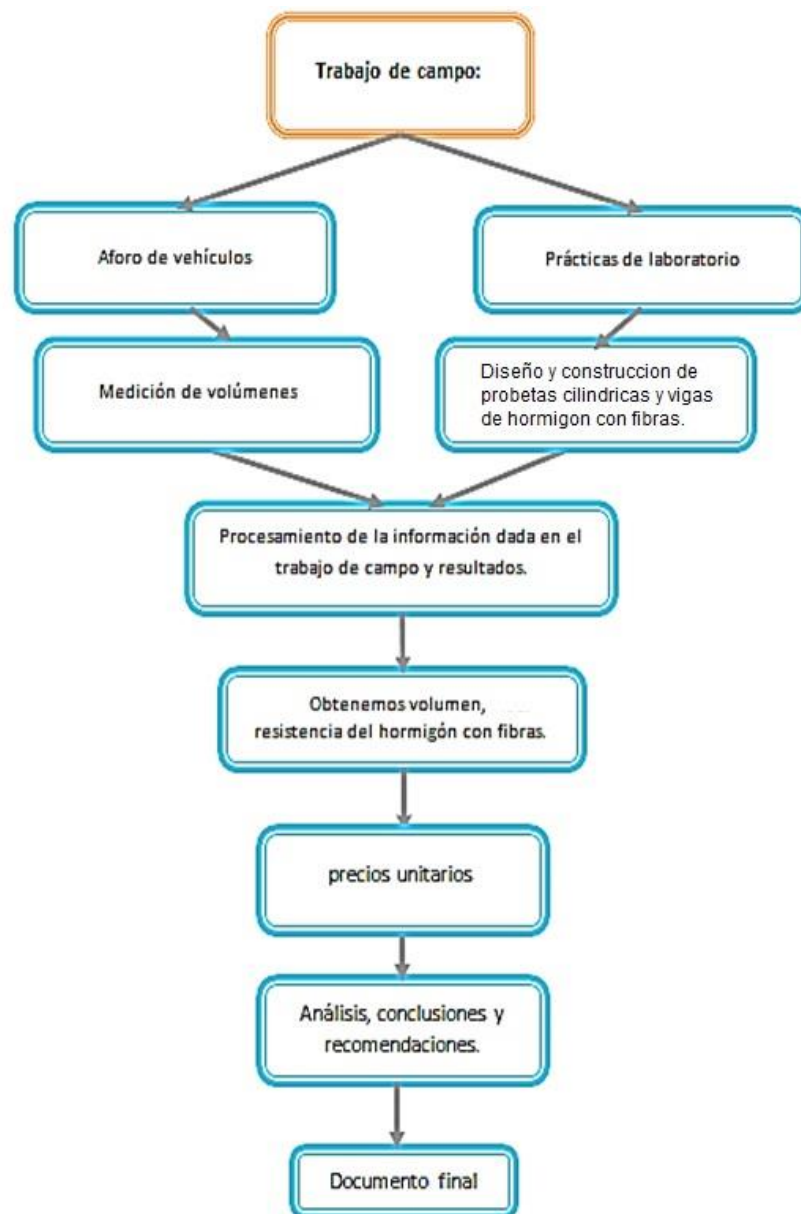 Trabajo de campo:
Aforo de vehículos
Prácticas de laboratorio
Medición de volúmenes
Diseño y construccion de
probetas cilindricas y vigas
de hormigon con fibras.
Procesamiento de la información dada en el
trabajo de campo y resultados.
Obtenemos volumen,
resistencia del hormigón con fibras.
precios unitarios
Análisis, conclusiones y
recomendaciones.
Documento final